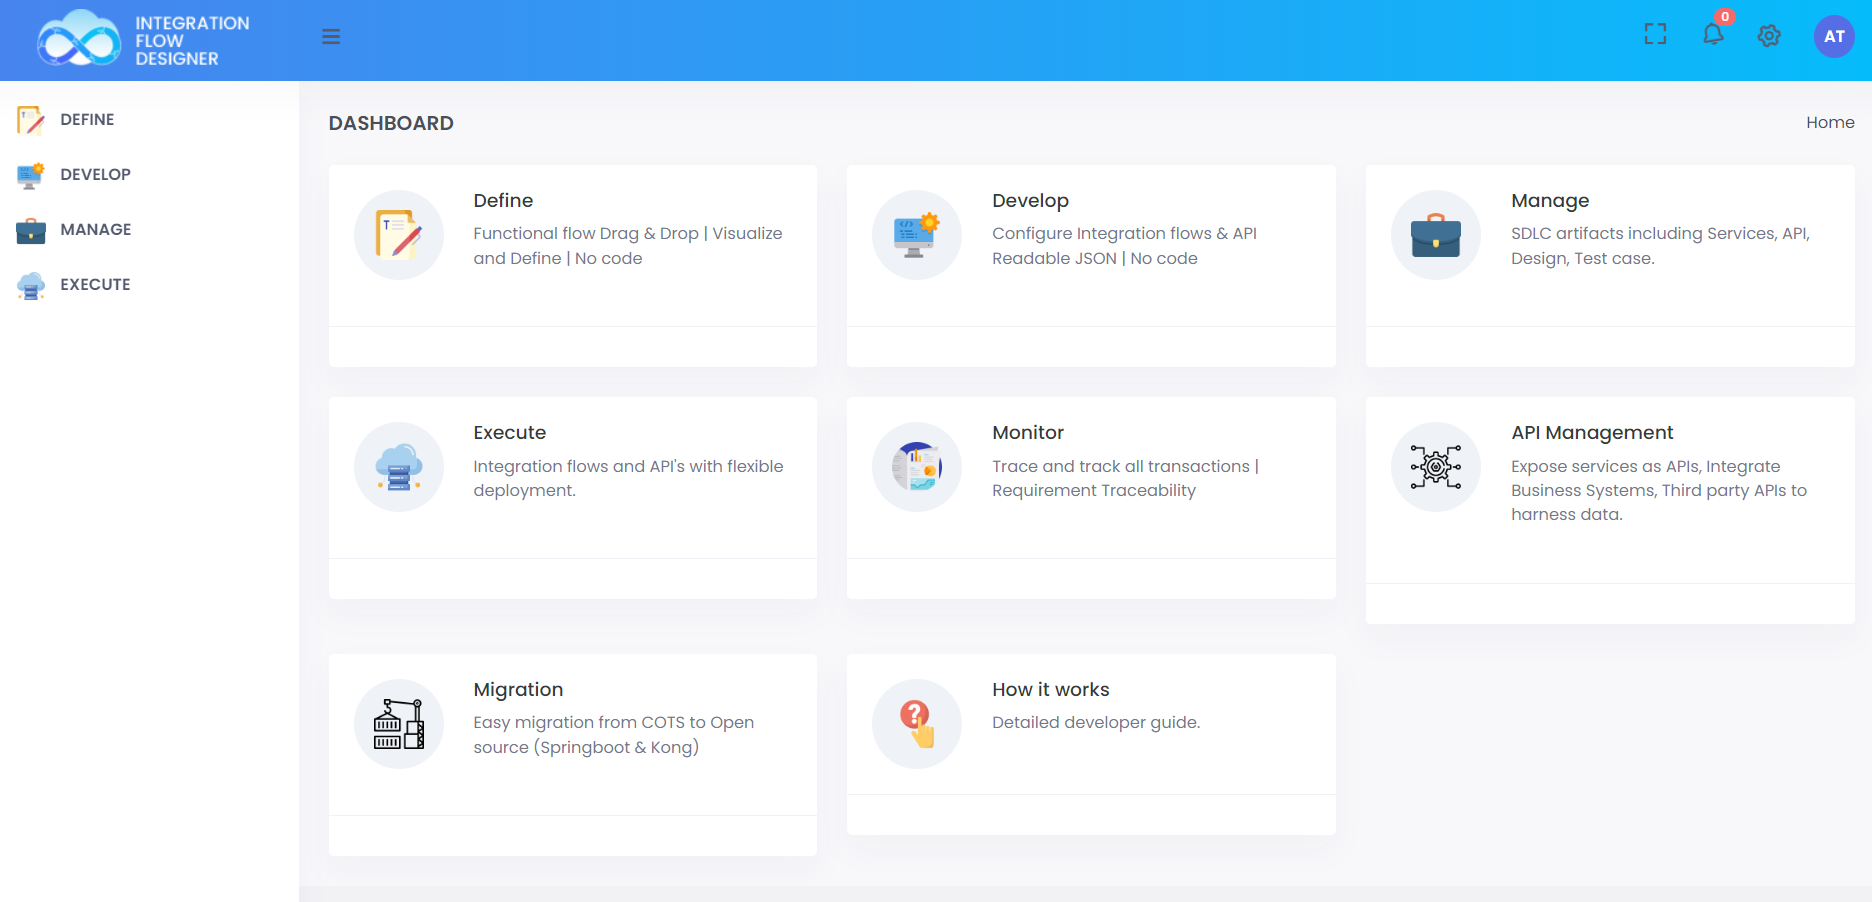 INTEGRATION
FLOW
DESIGNER
0
AT
DEFINE
DEVELOP
MANAGE
EXECUTE
DASHBOARD
Home
Define
Functional flow Drag & Drop | Visualize
and Define | No code
Develop
Configure Integration flows & API
Readable JSON | No code
Manage
SDLC artifacts including Services, API,
Design, Test case.
Execute
Integration flows and API's with flexible
deployment.
Monitor
Trace and track all transactions |
Requirement Traceability
API Management
Expose services as APIs, Integrate
Business Systems, Third party APIs to
harness data.
Migration
Easy migration from COTS to Open
source (Springboot & Kong)
How it works
Detailed developer guide.